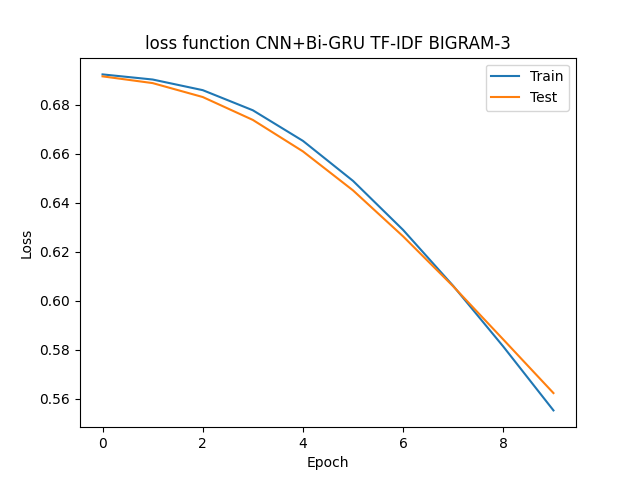 loss function CNN+Bi-GRU TF-IDF BIGRAM-3
Train
Test
0.68
0.66
0.64
0.62
0.60
0.58
0.56
Loss
0 2 4 6 8
Epoch